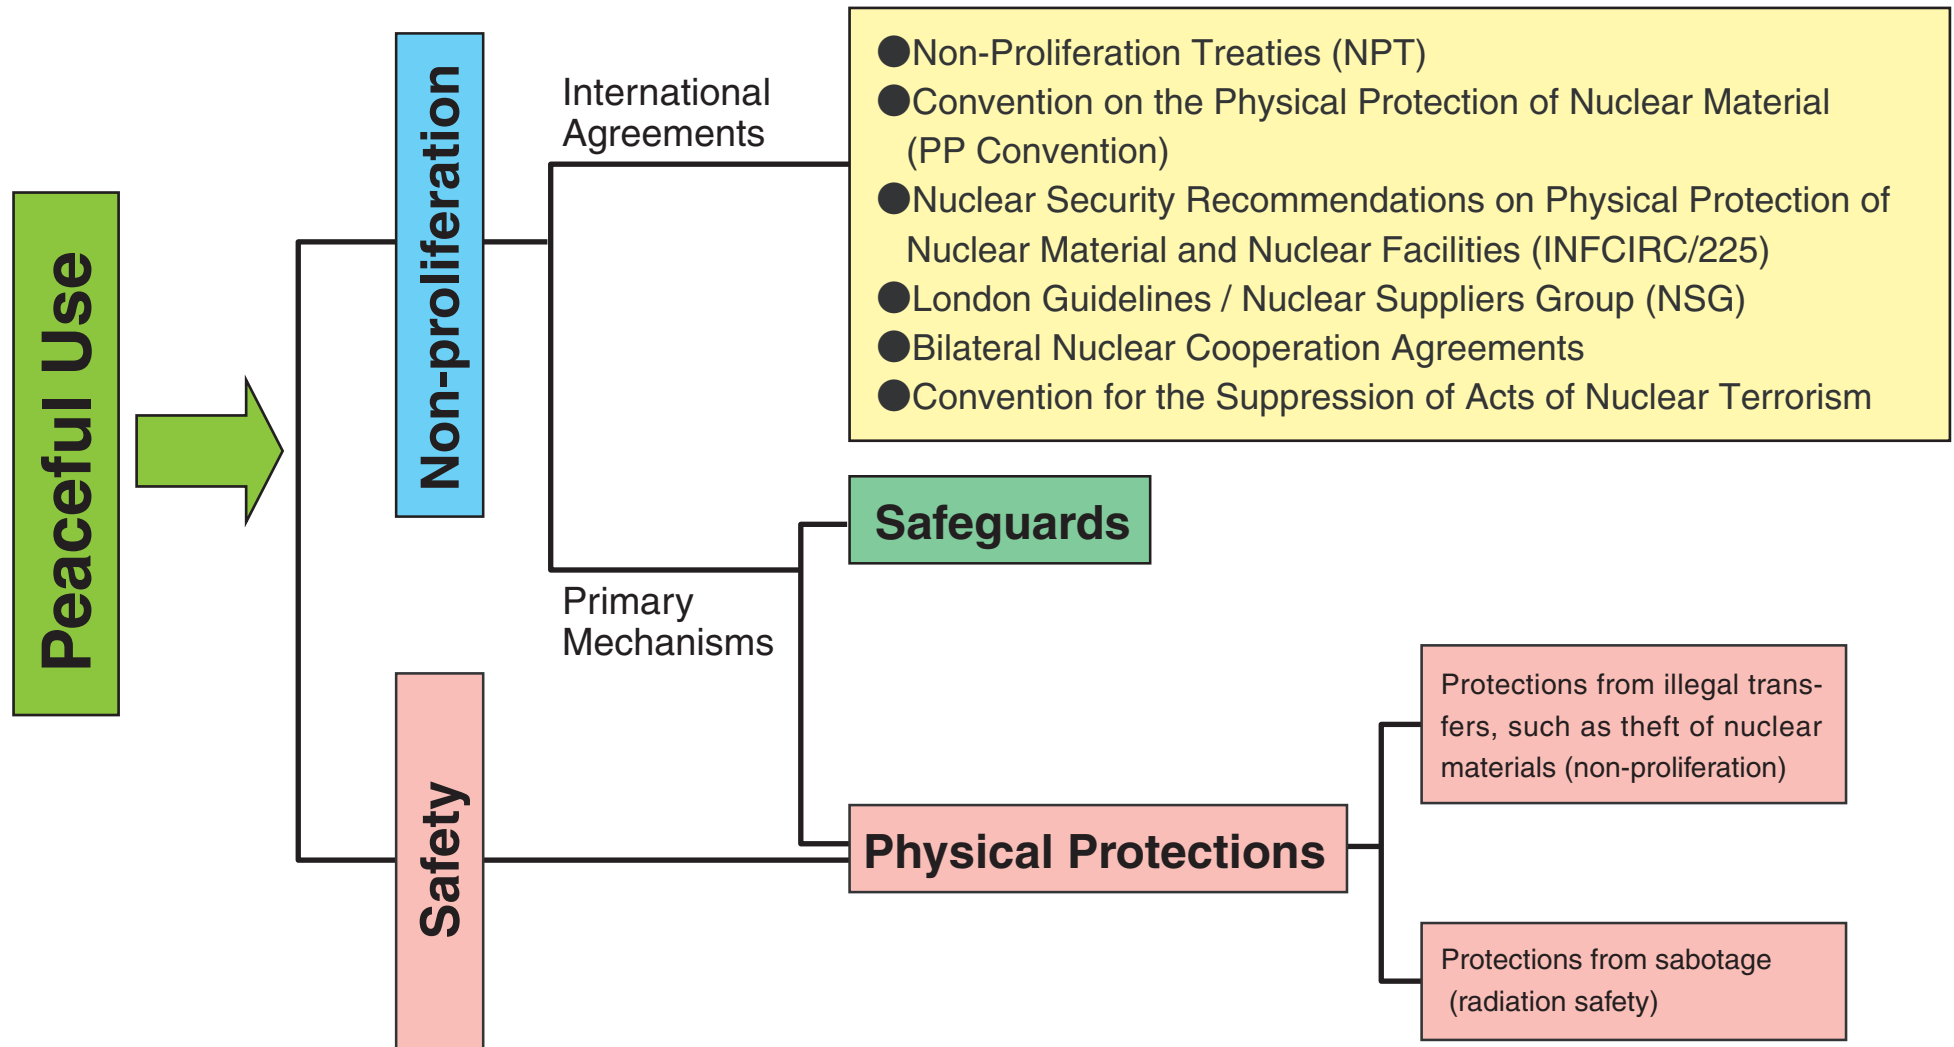 Peaceful Use
Non-proliferation
International
Agreements
●Non-Proliferation Treaties (NPT)
●Convention on the Physical Protection of Nuclear Material
(PP Convention)
●Nuclear Security Recommendations on Physical Protection of
Nuclear Material and Nuclear Facilities (INFCIRC/225)
●London Guidelines / Nuclear Suppliers Group (NSG)
●Bilateral Nuclear Cooperation Agreements
●Convention for the Suppression of Acts of Nuclear Terrorism
Primary
Mechanisms
Safeguards
Safety
Physical Protections
Protections from illegal trans-
fers, such as theft of nuclear
materials (non-proliferation)
Protections from sabotage
(radiation safety)